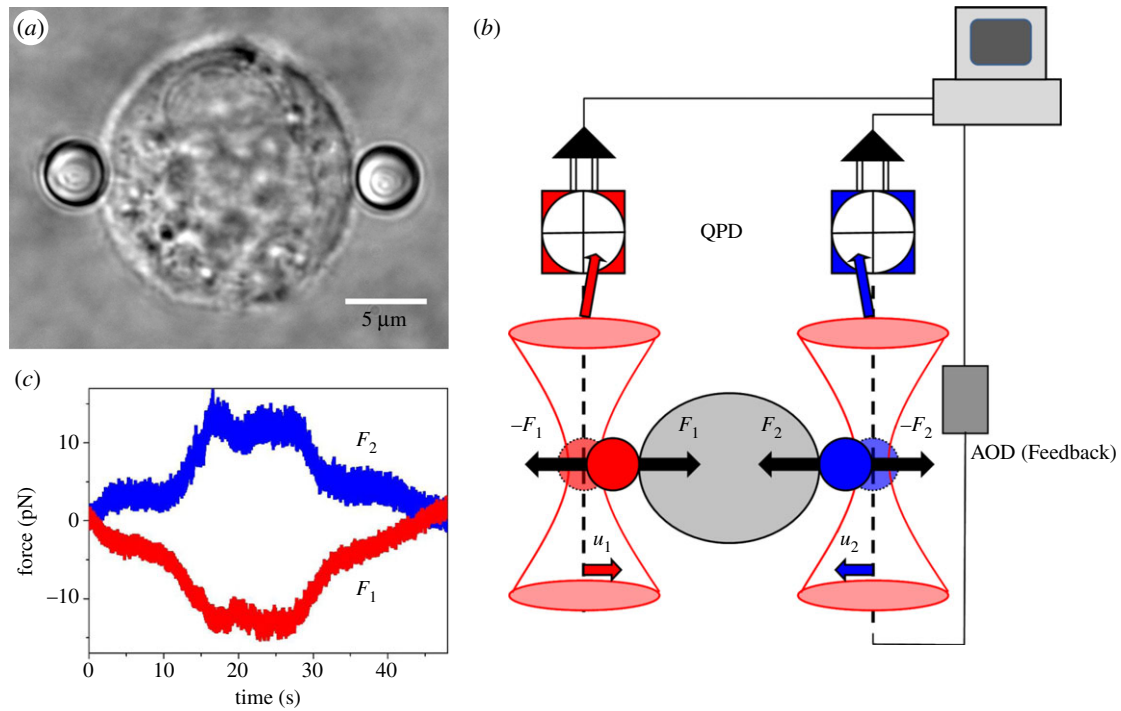 (a)
5 μm
(b)
QPD
–F1
F1
F2
–F2
AOD (Feedback)
u1
u2
(c)
force (pN)
10
0
–10
F2
F1
0
10
20
30
40
time (s)